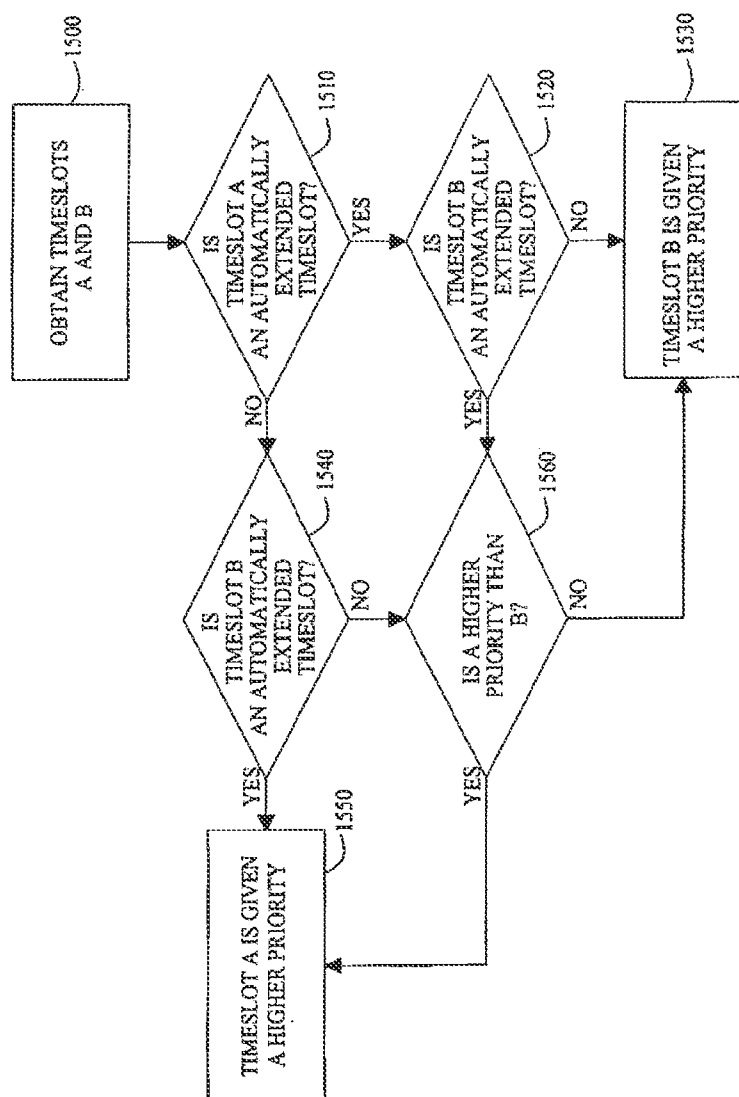 1500
OBTAIN TIMESLOTS
A AND B
1510
IS
TIMESLOT A
AN AUTOMATICALLY
EXTENDED
TIMESLOT?
YES
NO
1520
IS
TIMESLOT B
AN AUTOMATICALLY
EXTENDED
TIMESLOT?
NO
YES
1530
TIMESLOT B IS GIVEN
A HIGHER PRIORITY
1540
IS
TIMESLOT B
AN AUTOMATICALLY
EXTENDED
TIMESLOT?
NO
YES
1560
IS A HIGHER
PRIORITY THAN
B?
NO
YES
1550
TIMESLOT A IS GIVEN
A HIGHER PRIORITY